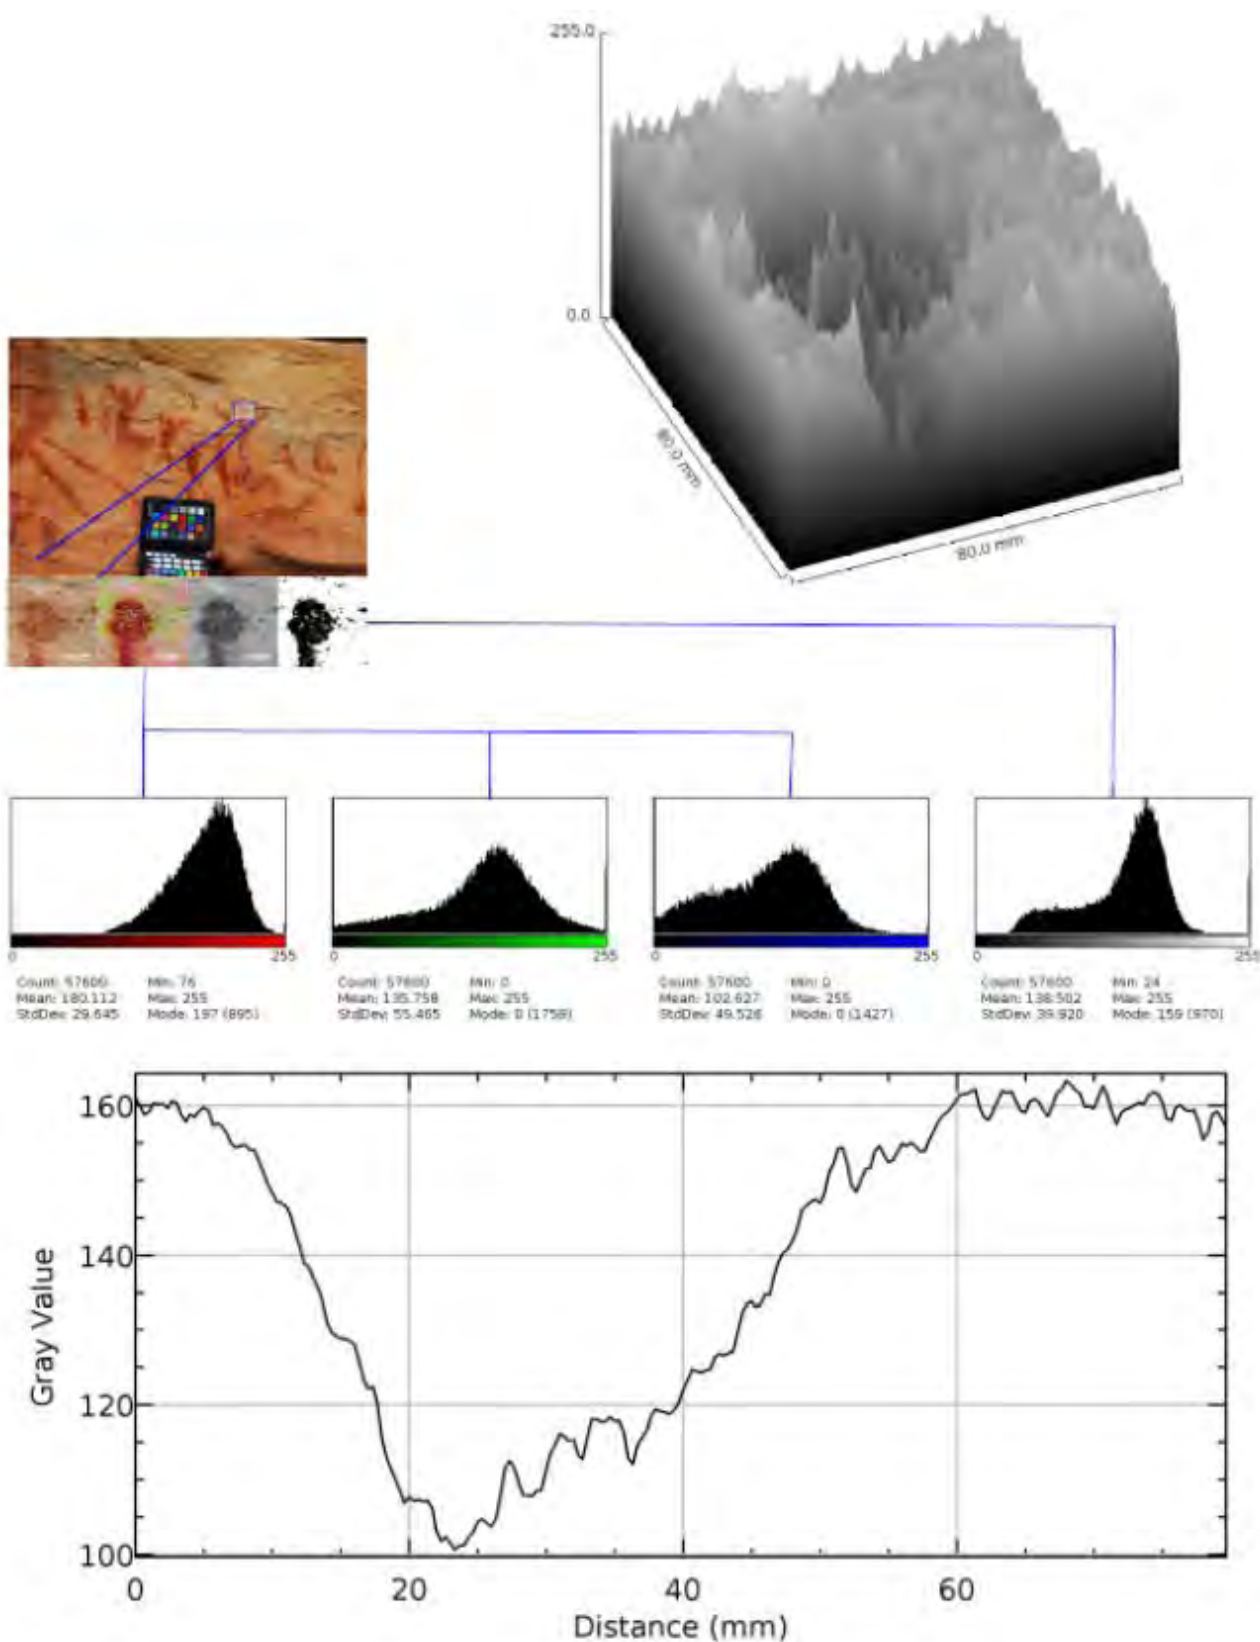 255.0
0.0
80.0 mm
80.0 mm
0 255 0 255 0 255 0 255
Count: 57600 Min: 76 Count: 57600 Min: 0 Count: 57600 Min: 0 Count: 57600 Min: 24
Mean: 180.112 Max: 255 Mean: 135.758 Max: 255 Mean: 102.627 Max: 255 Mean: 138.502 Max: 255
StdDev: 29.645 Mode: 197 (895) StdDev: 55.465 Mode: 0 (1759) StdDev: 49.526 Mode: 0 (1427) StdDev: 39.920 Mode: 159 (970)
160
140
120
100
Gray Value
0 20 40 60
Distance (mm)